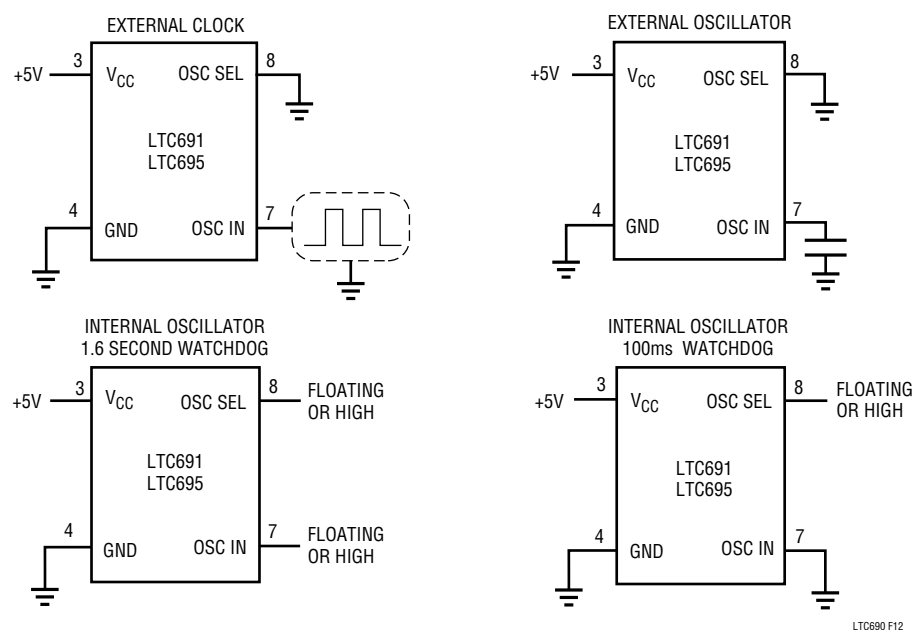 EXTERNAL CLOCK
+5V
3
VCC
OSC SEL
8
LTC691
LTC695
4
GND
OSC IN
7
EXTERNAL OSCILLATOR
+5V
3
VCC
OSC SEL
8
LTC691
LTC695
4
GND
OSC IN
7
INTERNAL OSCILLATOR
1.6 SECOND WATCHDOG
+5V
3
VCC
OSC SEL
8
FLOATING
OR HIGH
LTC691
LTC695
4
GND
OSC IN
7
FLOATING
OR HIGH
INTERNAL OSCILLATOR
100ms WATCHDOG
+5V
3
VCC
OSC SEL
8
FLOATING
OR HIGH
LTC691
LTC695
4
GND
OSC IN
7
LTC690 F12